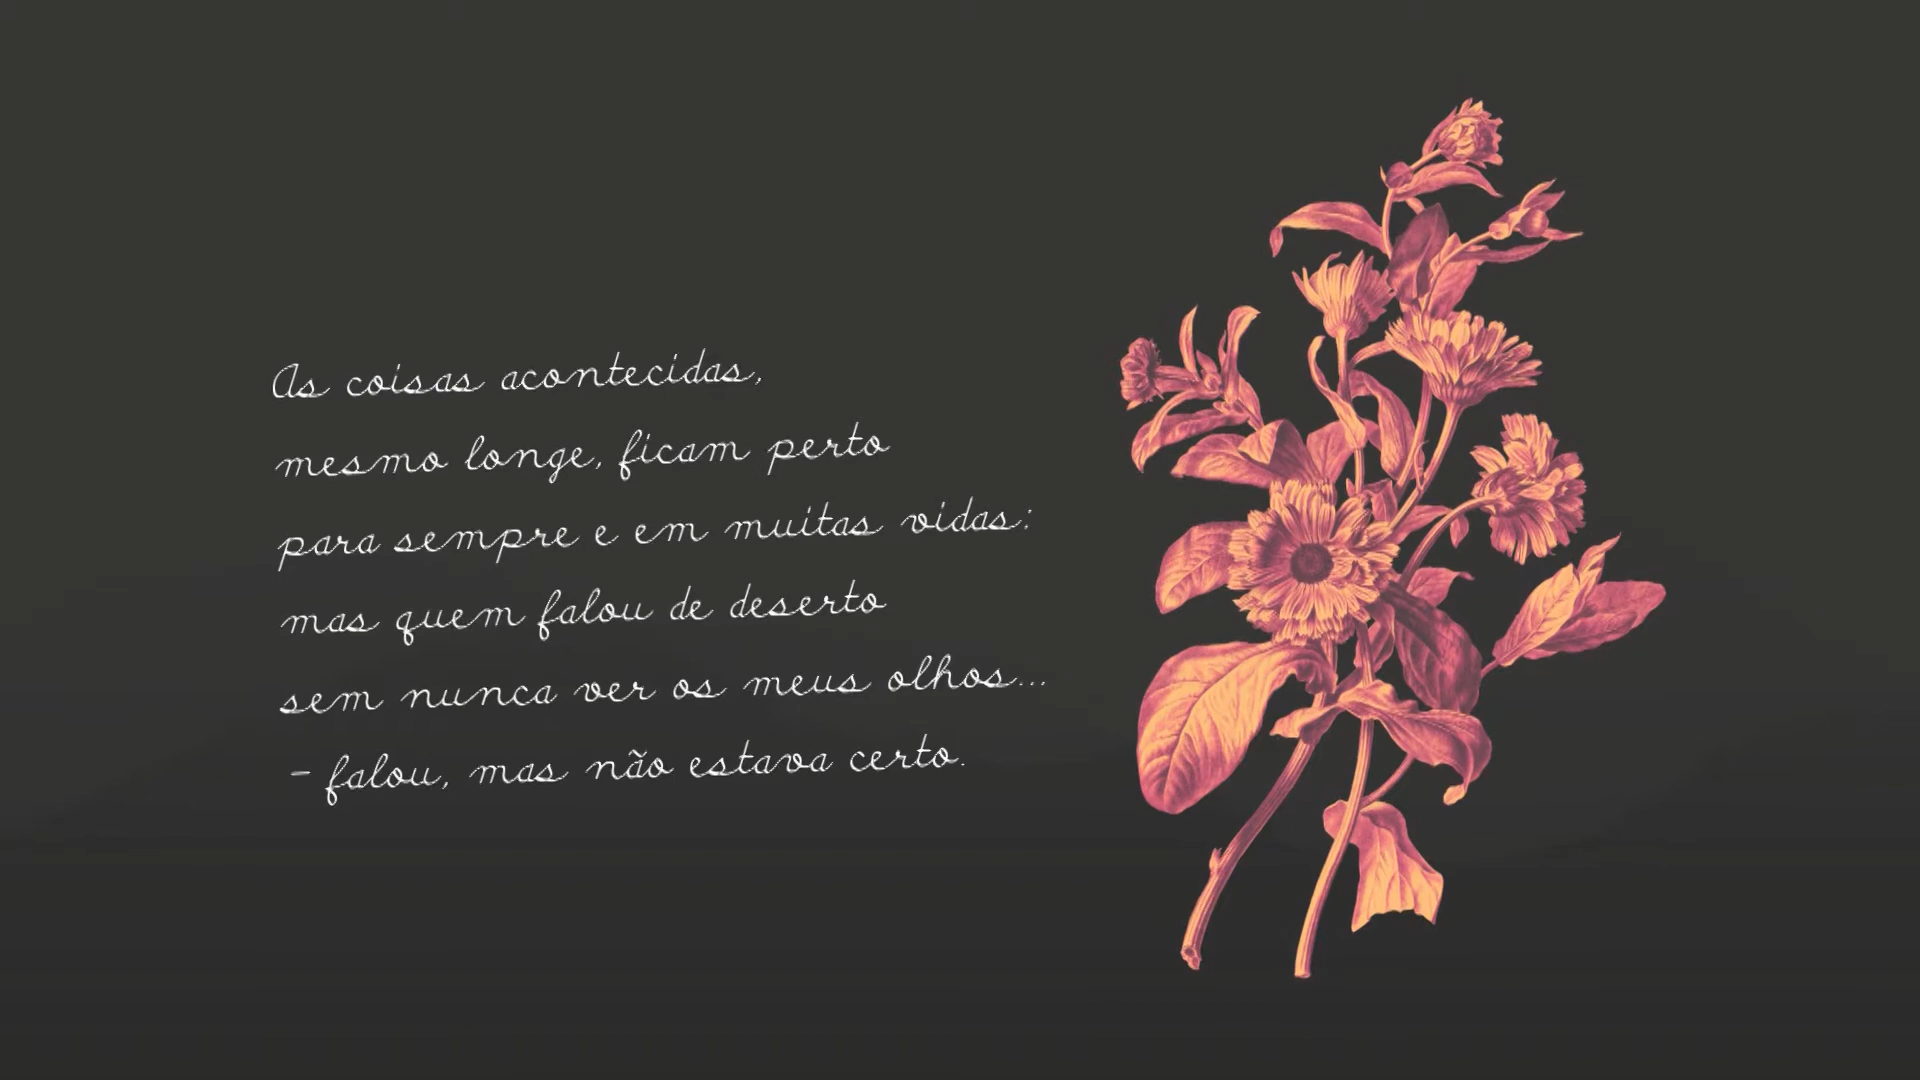 As coisas acontecidas,
mesmo longe, ficam perto
para sempre e em muitas vidas:
mas quem falou de deserto
sem nunca ver os meus olhos...
- falou, mas não estava certo.